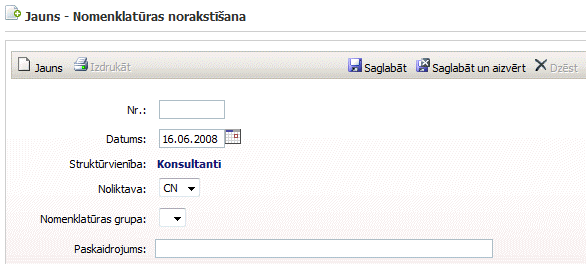 Jauns - Nomenklatūras norakstīšana
Jauns Izdrukāt Saglabāt Saglabāt un aizvērt Dzēst
Nr.:
Datums: 16.06.2008
Struktūrvienība: Konsultanti
Noliktava: CN
Nomenklatūras grupa:
Paskaidrojums: